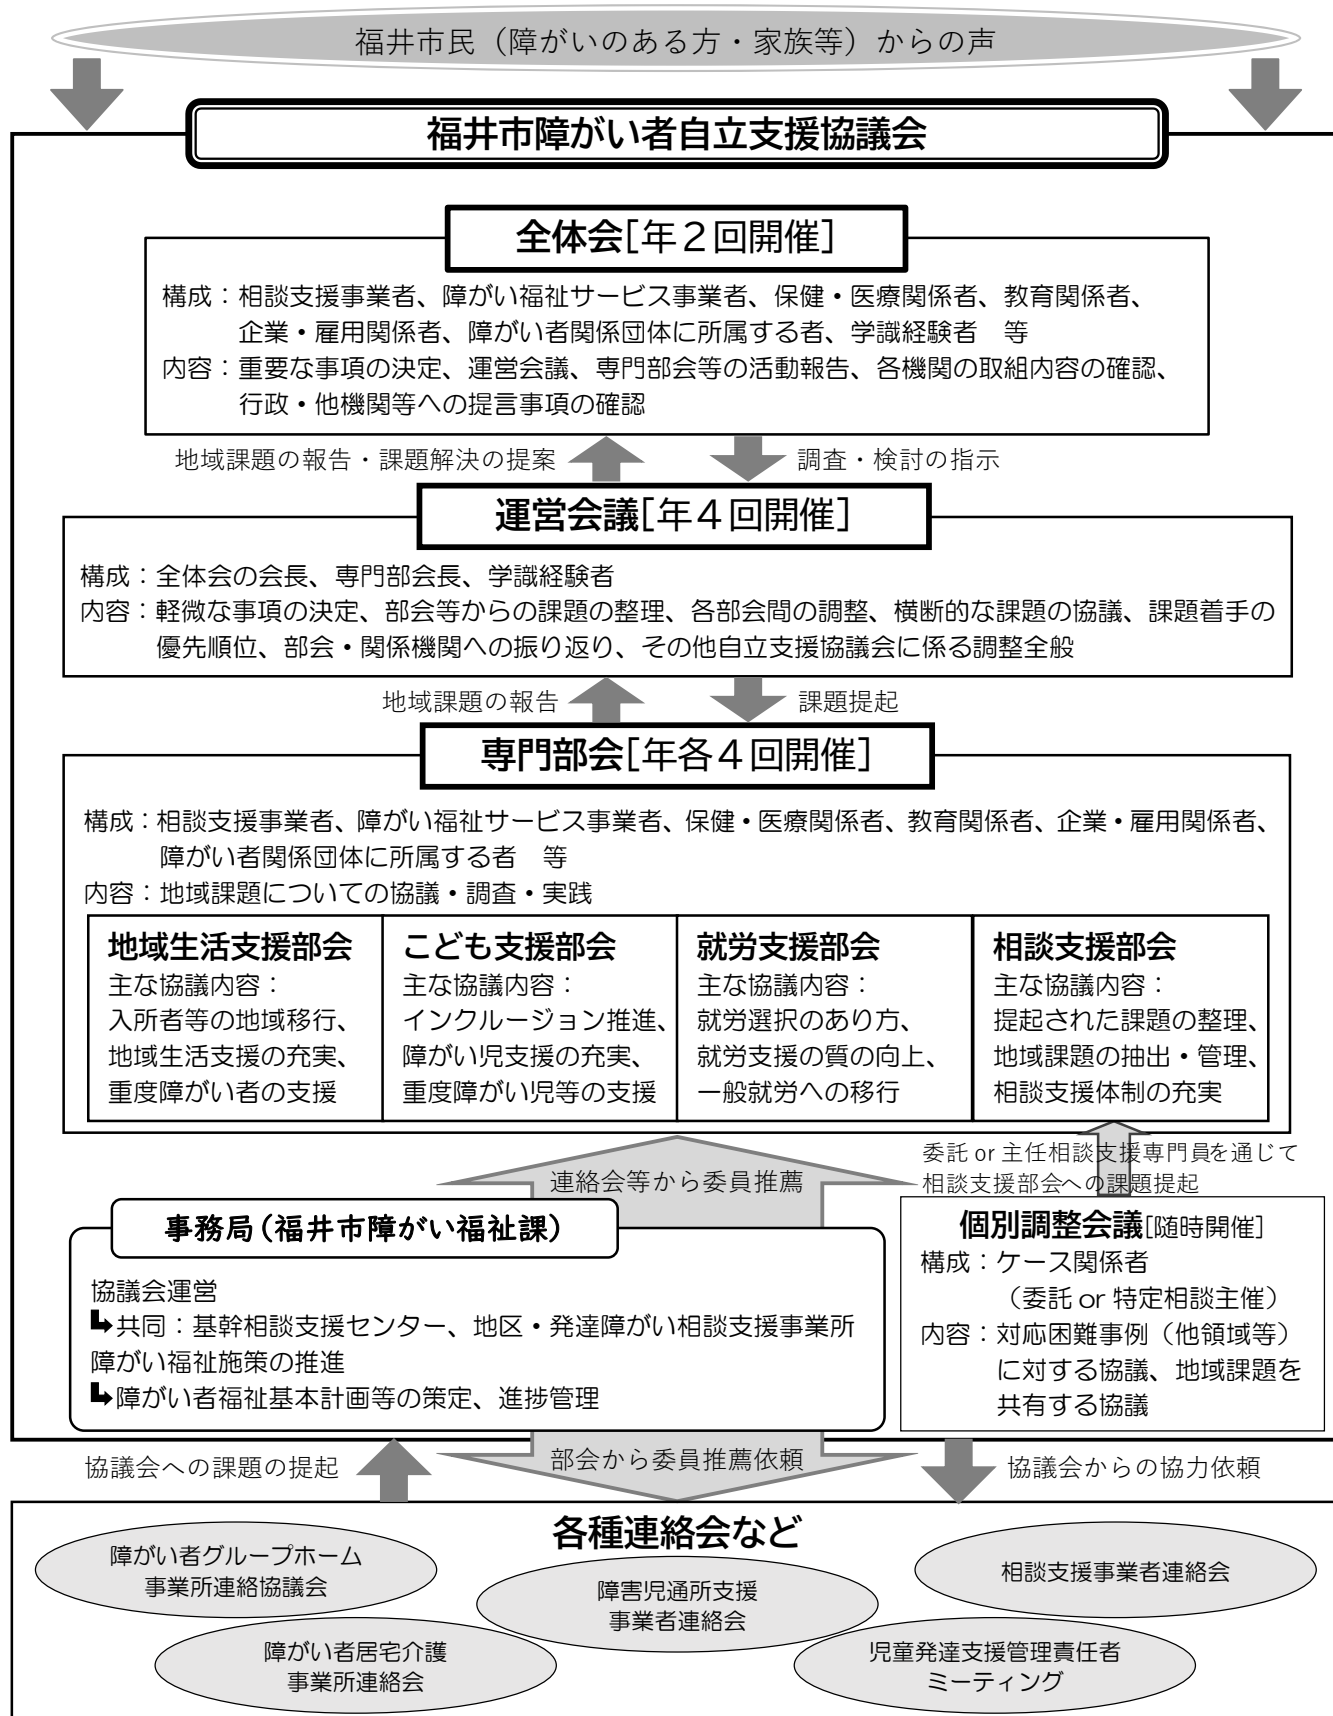 福井市民（障がいのある方・家族等）からの声
福井市障がい者自立支援協議会
全体会[年２回開催]
構成：相談支援事業者、障がい福祉サービス事業者、保健・医療関係者、教育関係者、
企業・雇用関係者、障がい者関係団体に所属する者、学識経験者　等
内容：重要な事項の決定、運営会議、専門部会等の活動報告、各機関の取組内容の確認、
行政・他機関等への提言事項の確認
地域課題の報告・課題解決の提案
調査・検討の指示
運営会議[年４回開催]
構成：全体会の会長、専門部会長、学識経験者
内容：軽微な事項の決定、部会等からの課題の整理、各部会間の調整、横断的な課題の協議、課題着手の
優先順位、部会・関係機関への振り返り、その他自立支援協議会に係る調整全般
地域課題の報告
課題提起
専門部会[年各４回開催]
構成：相談支援事業者、障がい福祉サービス事業者、保健・医療関係者、教育関係者、企業・雇用関係者、
障がい者関係団体に所属する者　等
内容：地域課題についての協議・調査・実践
地域生活支援部会
主な協議内容：
入所者等の地域移行、
地域生活支援の充実、
重度障がい者の支援
こども支援部会
主な協議内容：
インクルージョン推進、
障がい児支援の充実、
重度障がい児等の支援
就労支援部会
主な協議内容：
就労選択のあり方、
就労支援の質の向上、
一般就労への移行
相談支援部会
主な協議内容：
提起された課題の整理、
地域課題の抽出・管理、
相談支援体制の充実
連絡会等から委員推薦
委託 or 主任相談支援専門員を通じて
相談支援部会への課題提起
事務局（福井市障がい福祉課）
協議会運営
┗➡共同：基幹相談支援センター、地区・発達障がい相談支援事業所
障がい福祉施策の推進
┗➡障がい者福祉基本計画等の策定、進捗管理
個別調整会議[随時開催]
構成：ケース関係者
（委託 or 特定相談主催）
内容：対応困難事例（他領域等）
に対する協議、地域課題を
共有する協議
協議会への課題の提起
部会から委員推薦依頼
協議会からの協力依頼
各種連絡会など
障がい者グループホーム
事業所連絡協議会
障害児通所支援
事業者連絡会
相談支援事業者連絡会
障がい者居宅介護
事業所連絡会
児童発達支援管理責任者
ミーティング